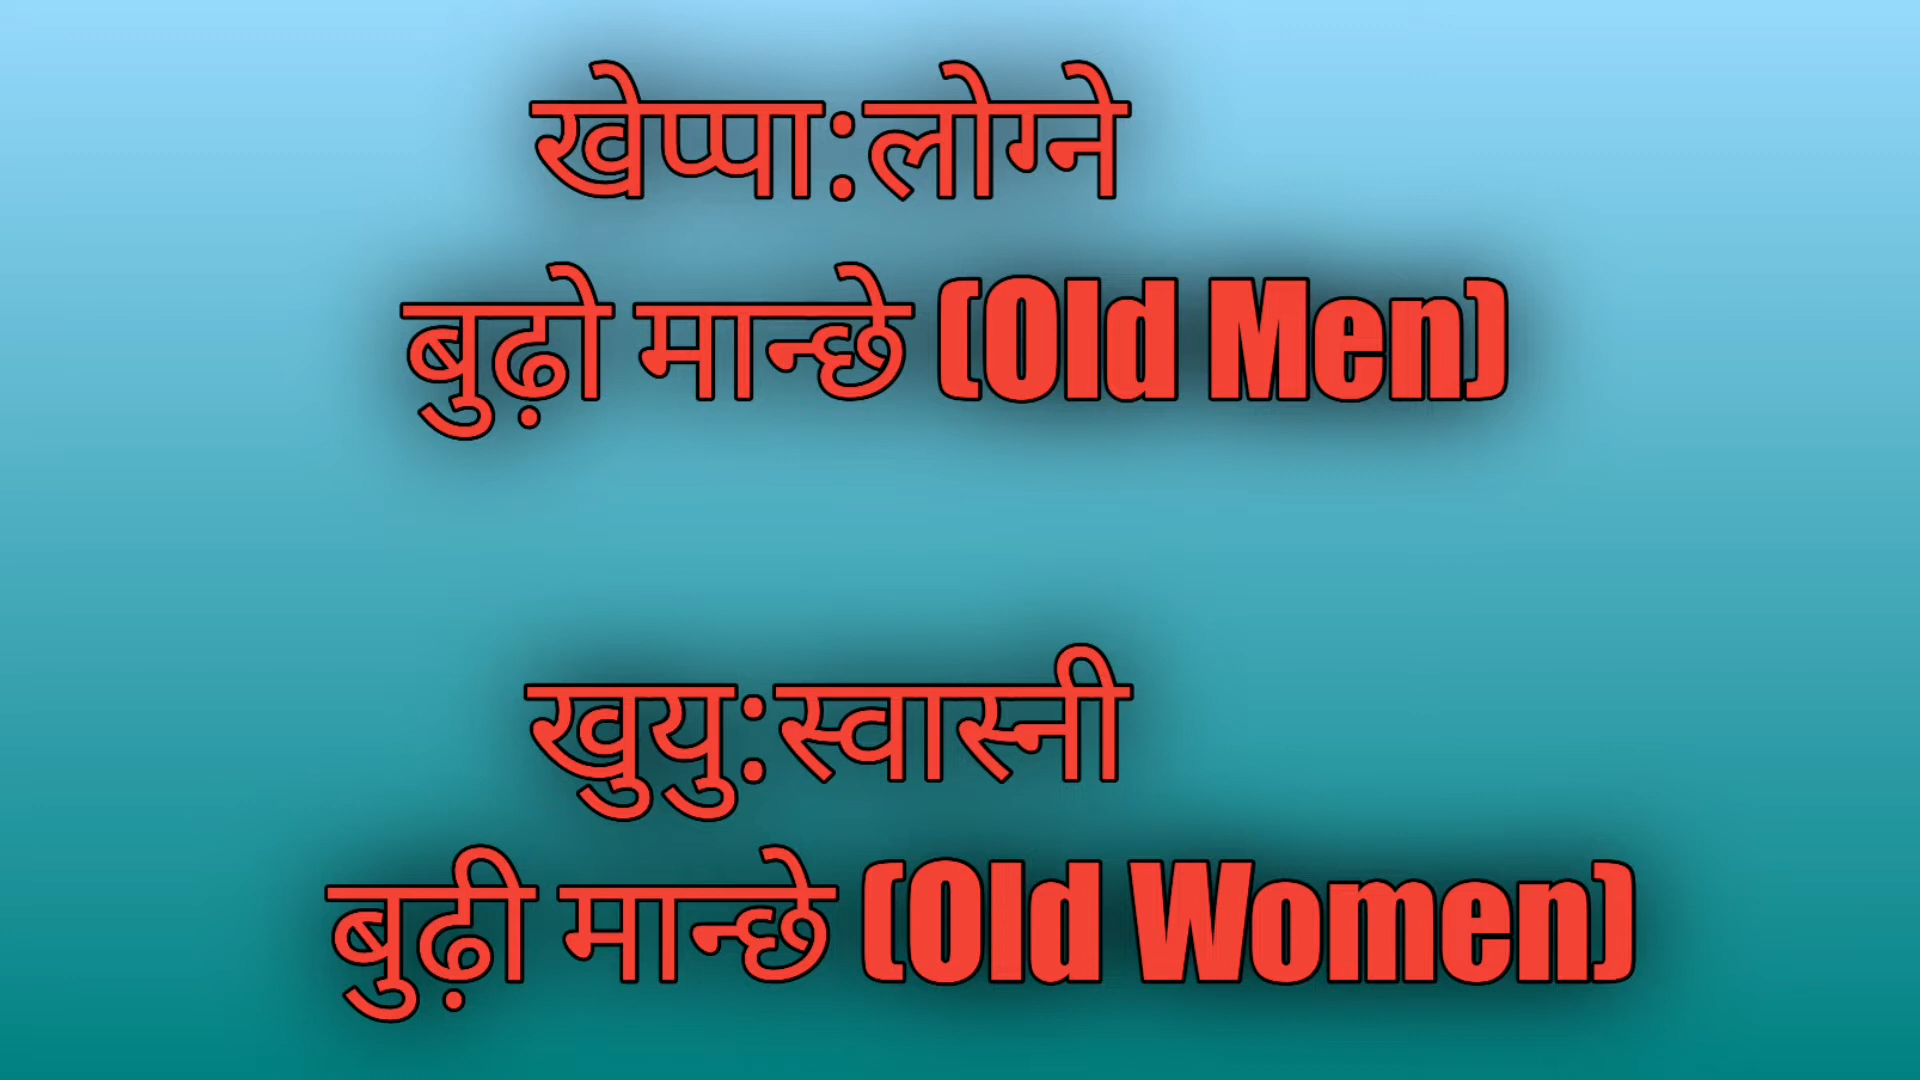 खेप्पा:लोग्ने
बुढ़ो मान्छे (Old Men)
खुयु:स्वास्नी
बुढ़ी मान्छे (Old Women)